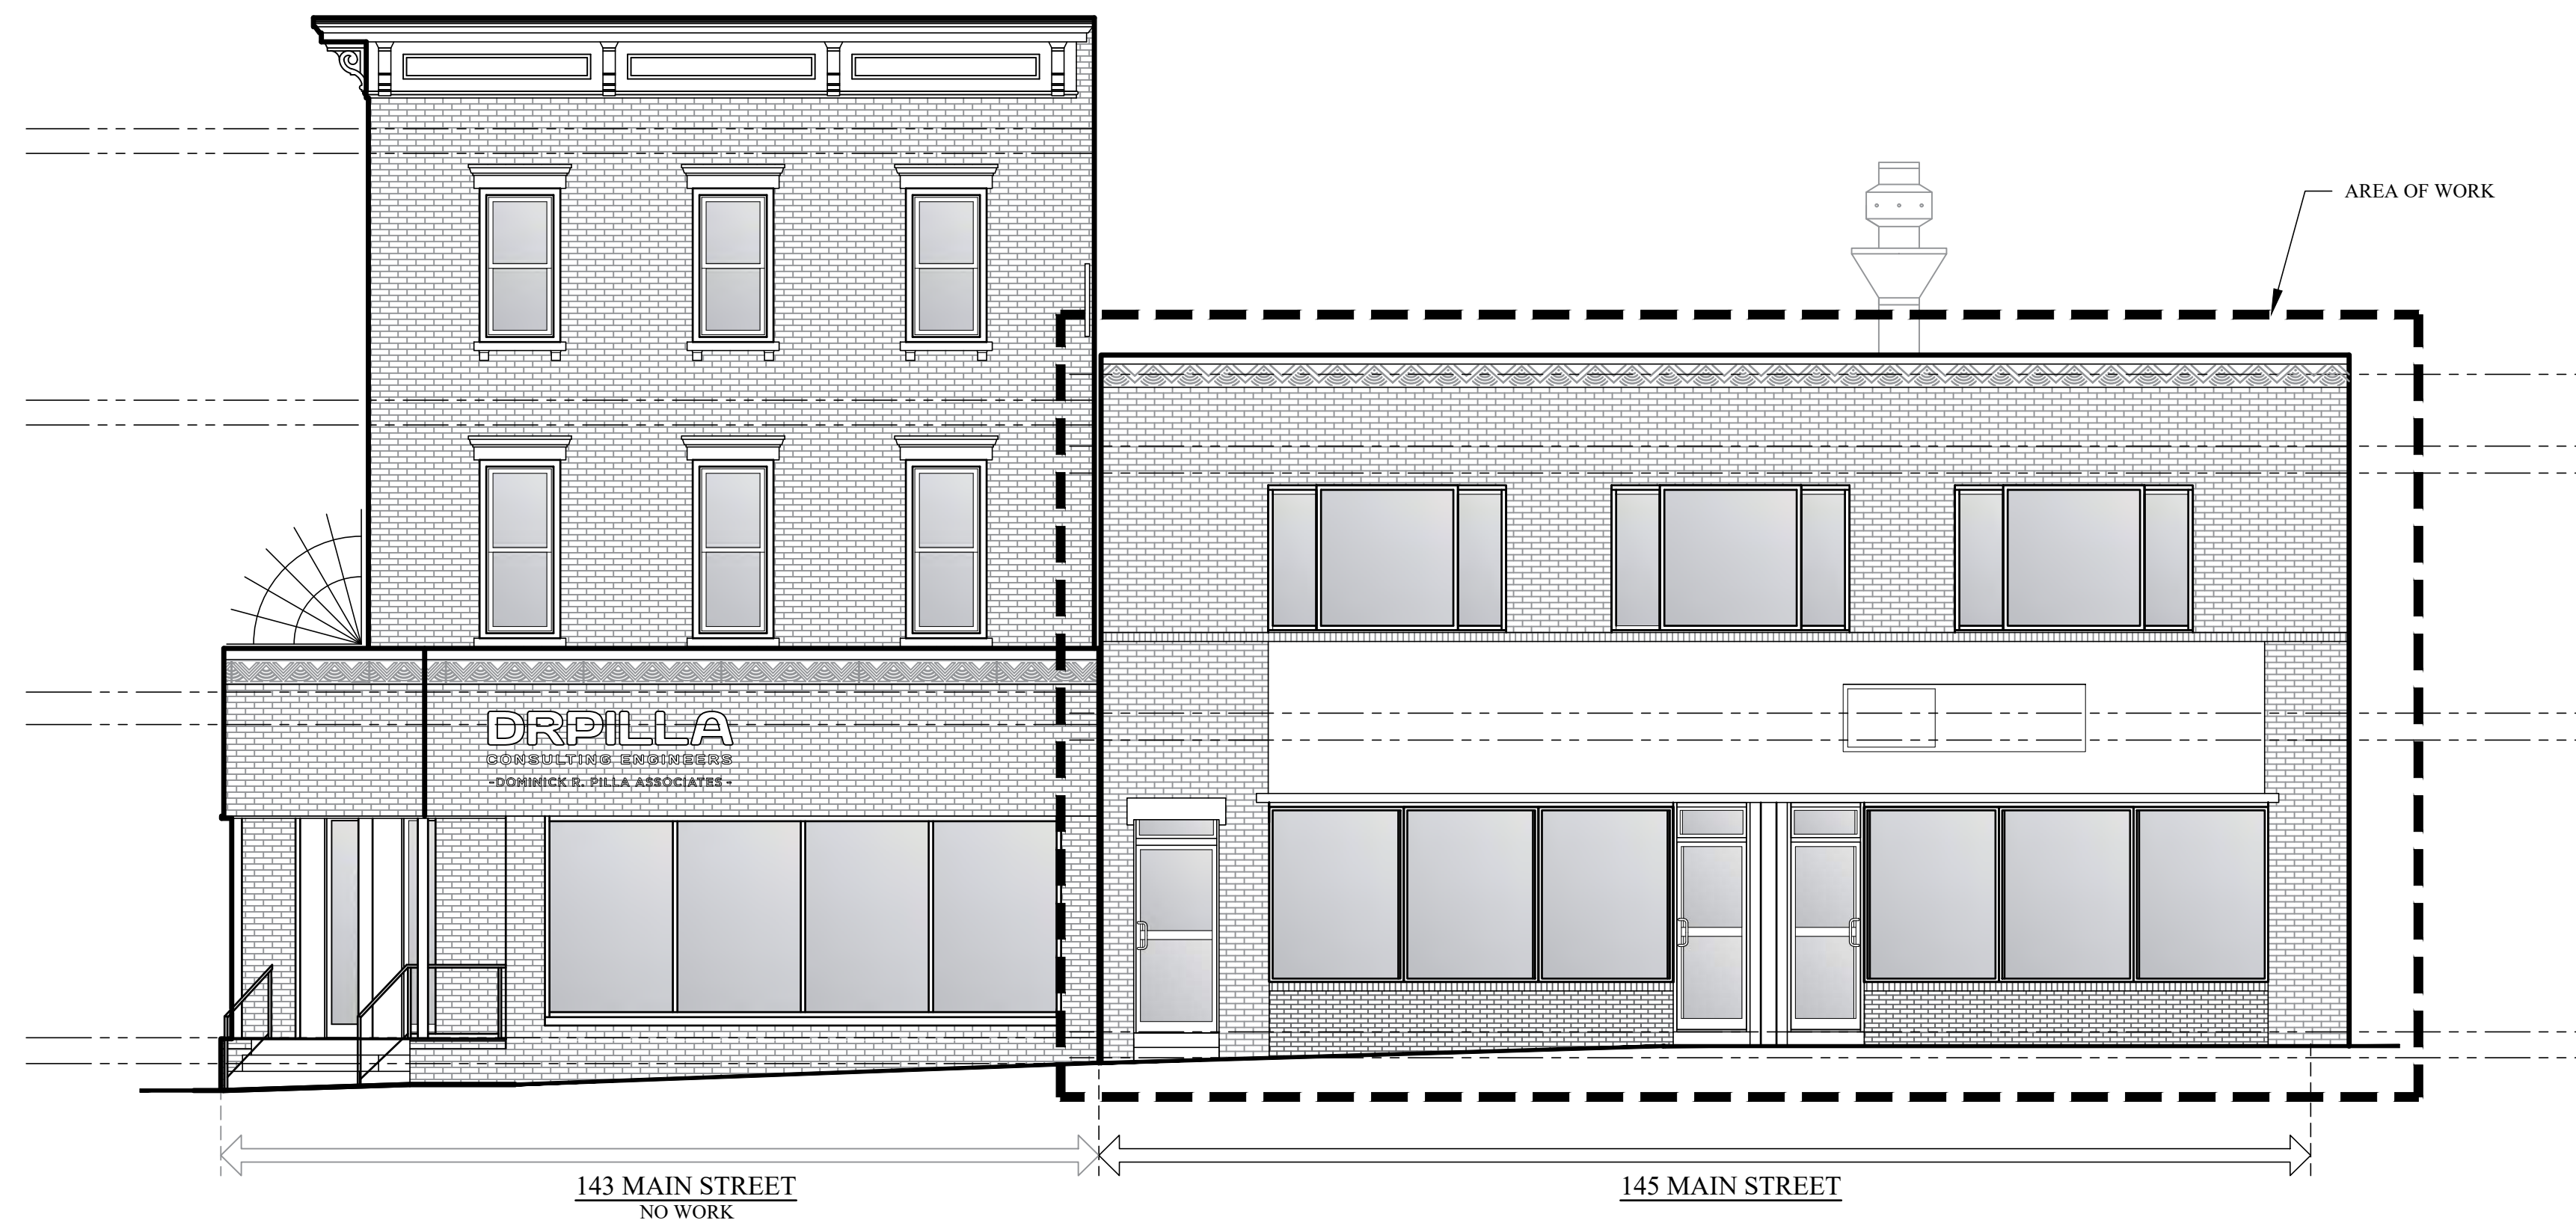 AREA OF WORK
DRPILLA
CONSULTING ENGINEERS
-DOMINICK R. PILLA ASSOCIATES-
143 MAIN STREET
NO WORK
145 MAIN STREET